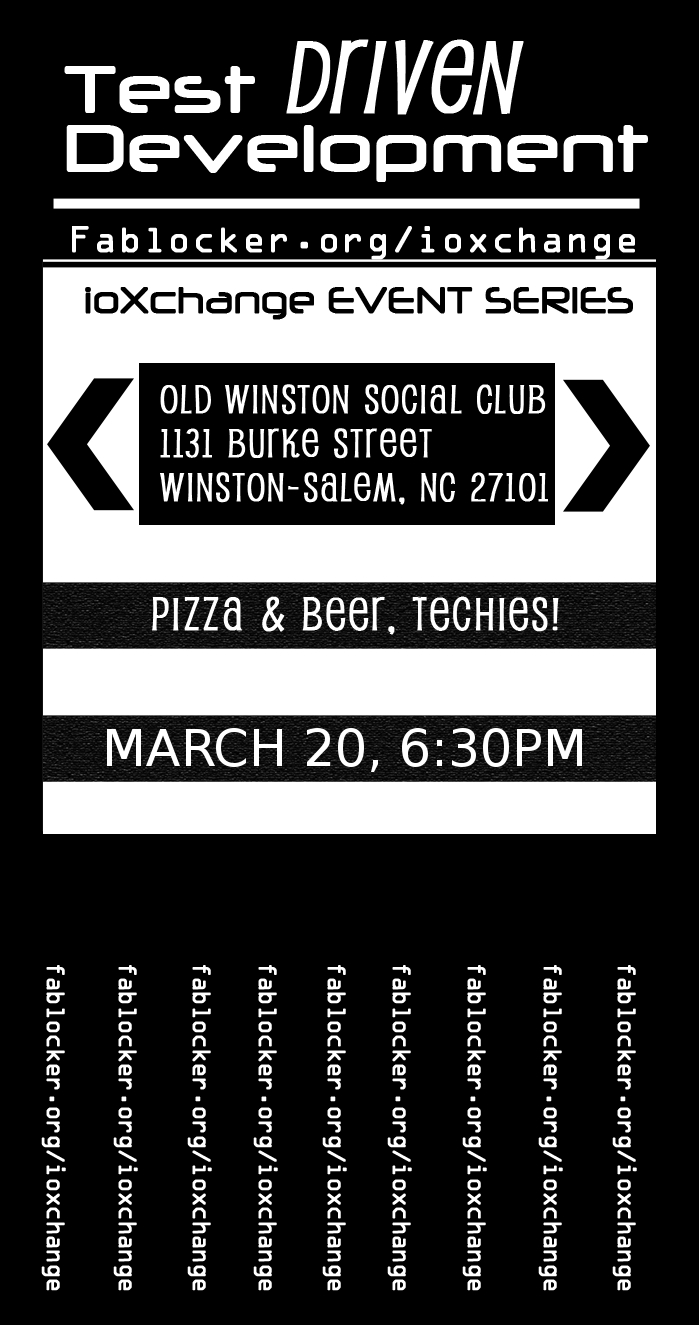 Test DRIVEN
Development
Fablocker.org/ioxchange
ioXchange EVENT SERIES
OLD WINSTON SOCIAL CLUB
1131 BURKE STREET
WINSTON-SALEM, NC 27101
PIZZA & BEER, TECHIES!
MARCH 20, 6:30PM
fablocker.org/ioxchange
fablocker.org/ioxchange
fablocker.org/ioxchange
fablocker.org/ioxchange
fablocker.org/ioxchange
fablocker.org/ioxchange
fablocker.org/ioxchange
fablocker.org/ioxchange
fablocker.org/ioxchange